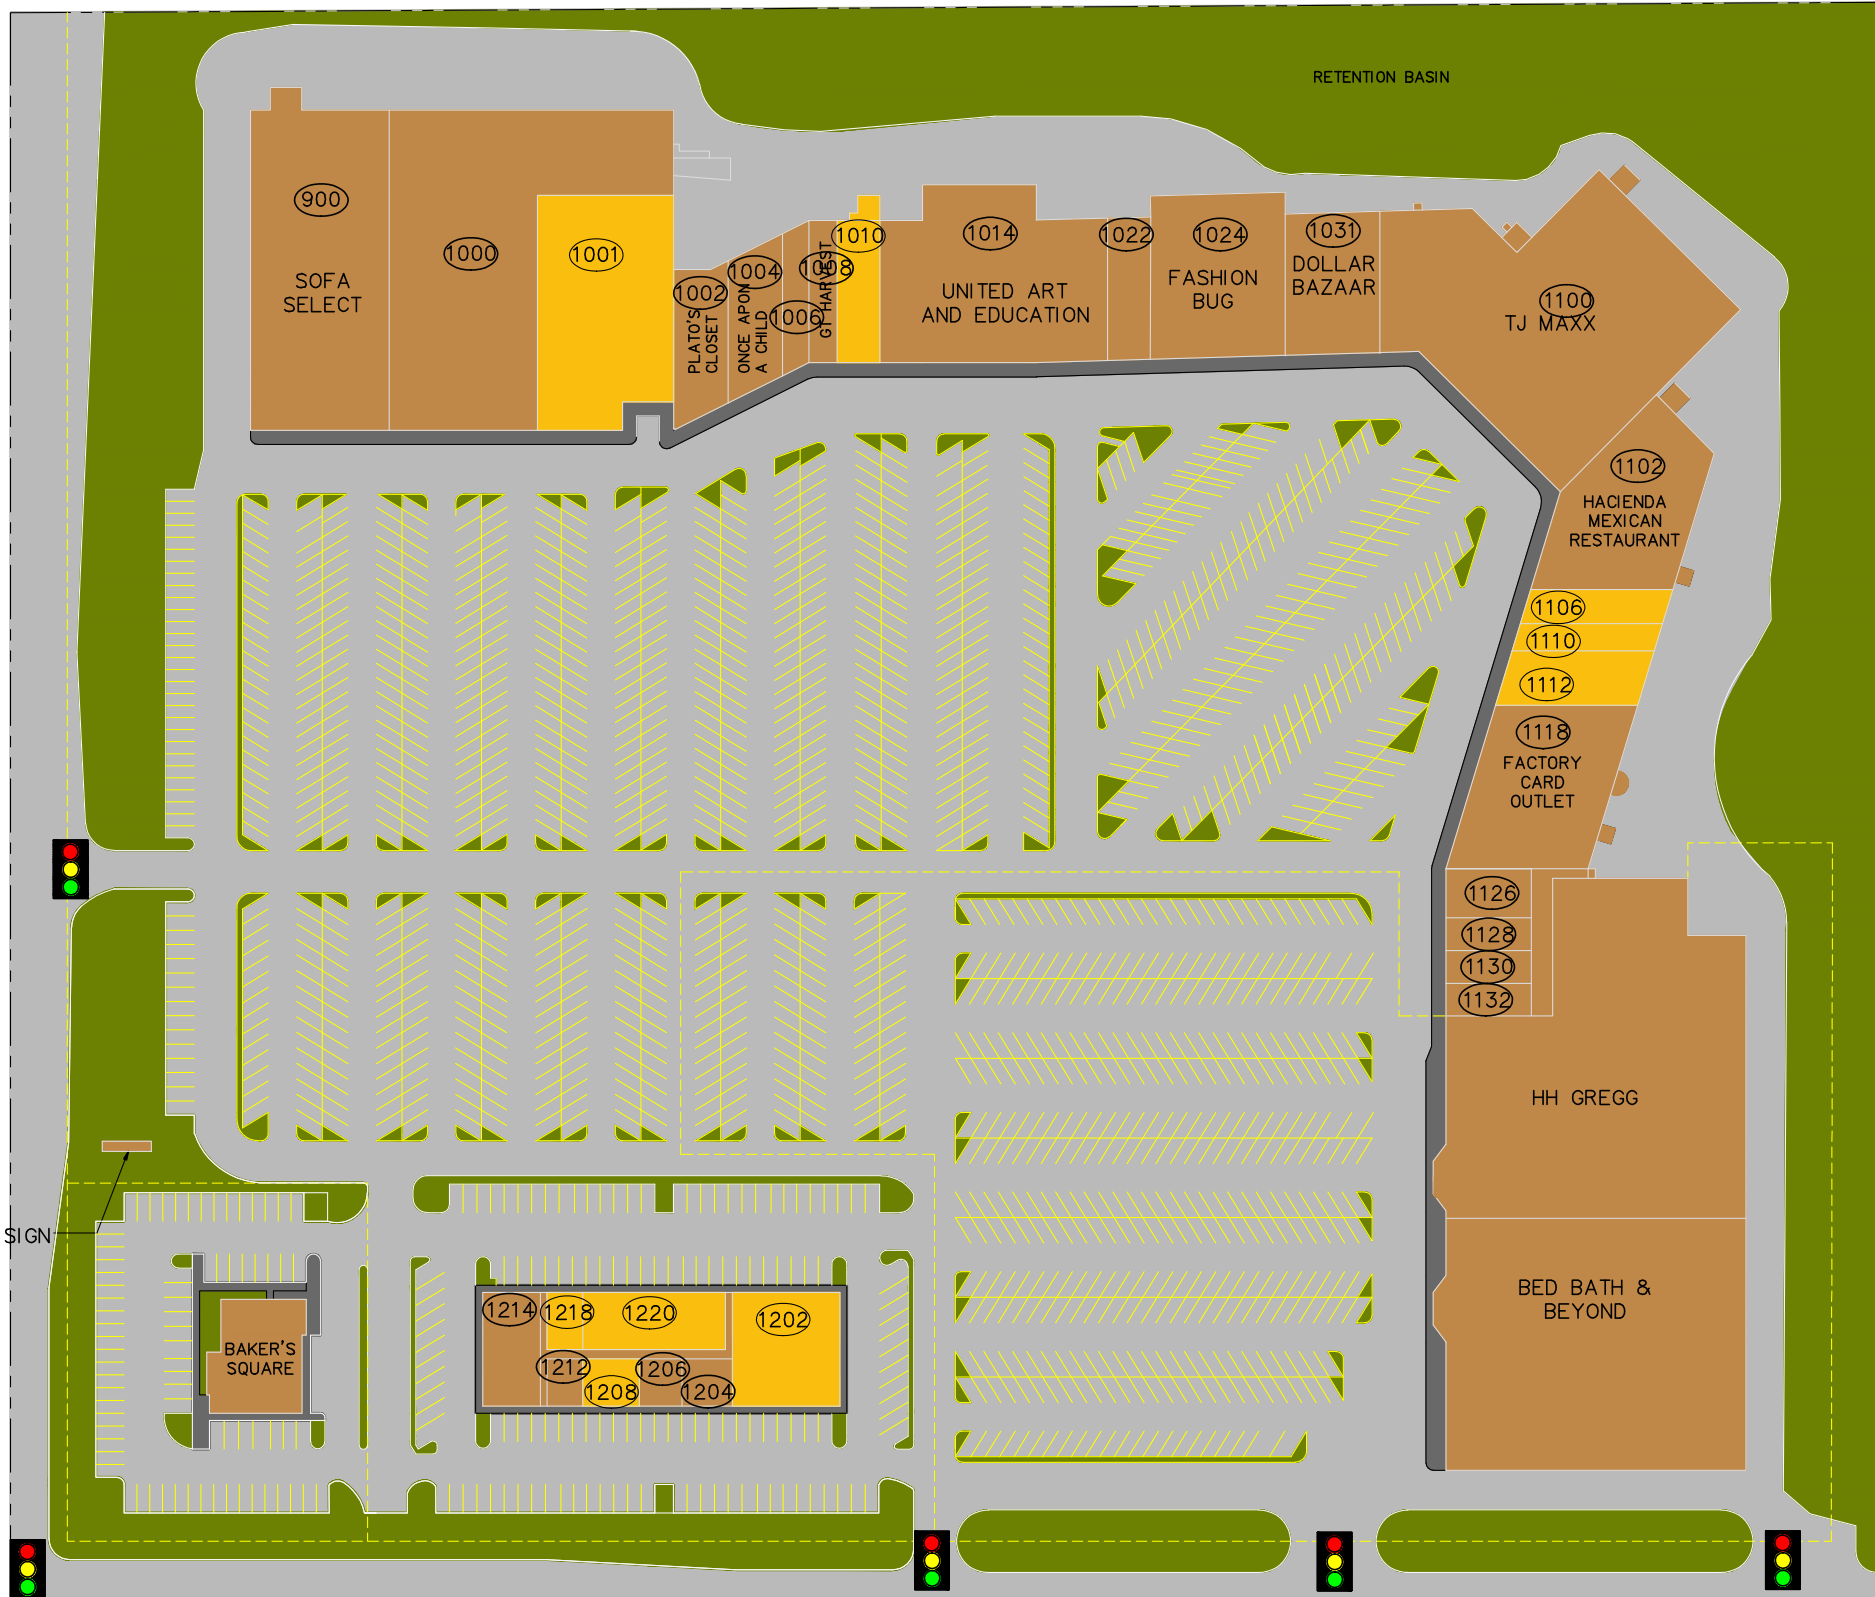 RETENTION BASIN
900
SOFA
SELECT
1000
1001
1002
PLATO'S
CLOSET
1004
ONCE APON
A CHILD
1006
1008
GT HARVEST
1010
1014
UNITED ART
AND EDUCATION
1022
1024
FASHION
BUG
1031
DOLLAR
BAZAAR
1100
TJ MAXX
1102
HACIENDA
MEXICAN
RESTAURANT
1106
1110
1112
1118
FACTORY
CARD
OUTLET
1126
1128
1130
1132
HH GREGG
BED BATH &
BEYOND
SIGN
BAKER'S
SQUARE
1214
1218
1220
1202
1212
1208
1206
1204